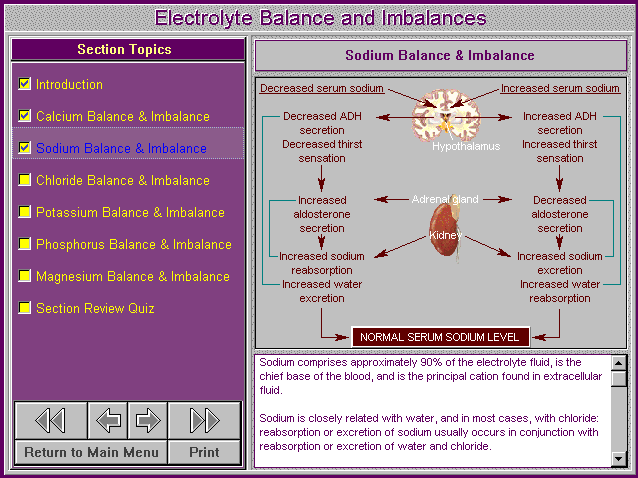 Electrolyte Balance and Imbalances
Section Topics
Introduction
Calcium Balance & Imbalance
Sodium Balance & Imbalance
Chloride Balance & Imbalance
Potassium Balance & Imbalance
Phosphorus Balance & Imbalance
Magnesium Balance & Imbalance
Section Review Quiz
Return to Main Menu
Print
Sodium Balance & Imbalance
Decreased serum sodium
Increased serum sodium
Decreased ADH
secretion
Decreased thirst
sensation
Hypothalamus
Increased ADH
secretion
Increased thirst
sensation
Increased
aldosterone
secretion
Adrenal gland
Kidney
Decreased
aldosterone
secretion
Increased sodium
reabsorption
Increased water
excretion
Increased sodium
excretion
Increased water
reabsorption
NORMAL SERUM SODIUM LEVEL
Sodium comprises approximately 90% of the electrolyte fluid, is the
chief base of the blood, and is the principal cation found in extracellular
fluid.
Sodium is closely related with water, and in most cases, with chloride:
reabsorption or excretion of sodium usually occurs in conjunction with
reabsorption or excretion of water and chloride.